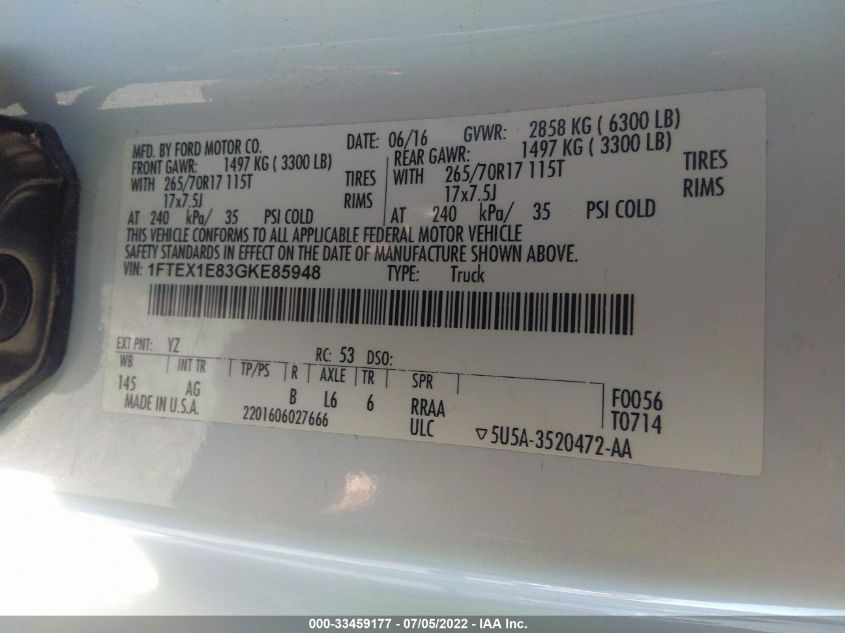 MFD. BY FORD MOTOR CO. DATE: 06/16 GVWR: 2858 KG ( 6300 LB)
FRONT GAWR: 1497 KG ( 3300 LB) REAR GAWR: 1497 KG ( 3300 LB)
WITH 265/70R17 115T TIRES WITH 265/70R17 115T TIRES
17x7.5J RIMS 17x7.5J RIMS
AT 240 kPa/ 35 PSI COLD AT 240 kPa/ 35 PSI COLD
THIS VEHICLE CONFORMS TO ALL APPLICABLE FEDERAL MOTOR VEHICLE
SAFETY STANDARDS IN EFFECT ON THE DATE OF MANUFACTURE SHOWN ABOVE.
VIN: 1FTEX1E83GKE85948 TYPE: Truck
EXT PNT: YZ RC: 53 DSO:
WB INT TR TP/PS R AXLE TR SPR
145 AG B L6 6 RRAA F0056
MADE IN U.S.A. 2201606027666 ULC T0714
▽5U5A-3520472-AA
000-33459177 - 07/05/2022 - IAA Inc.